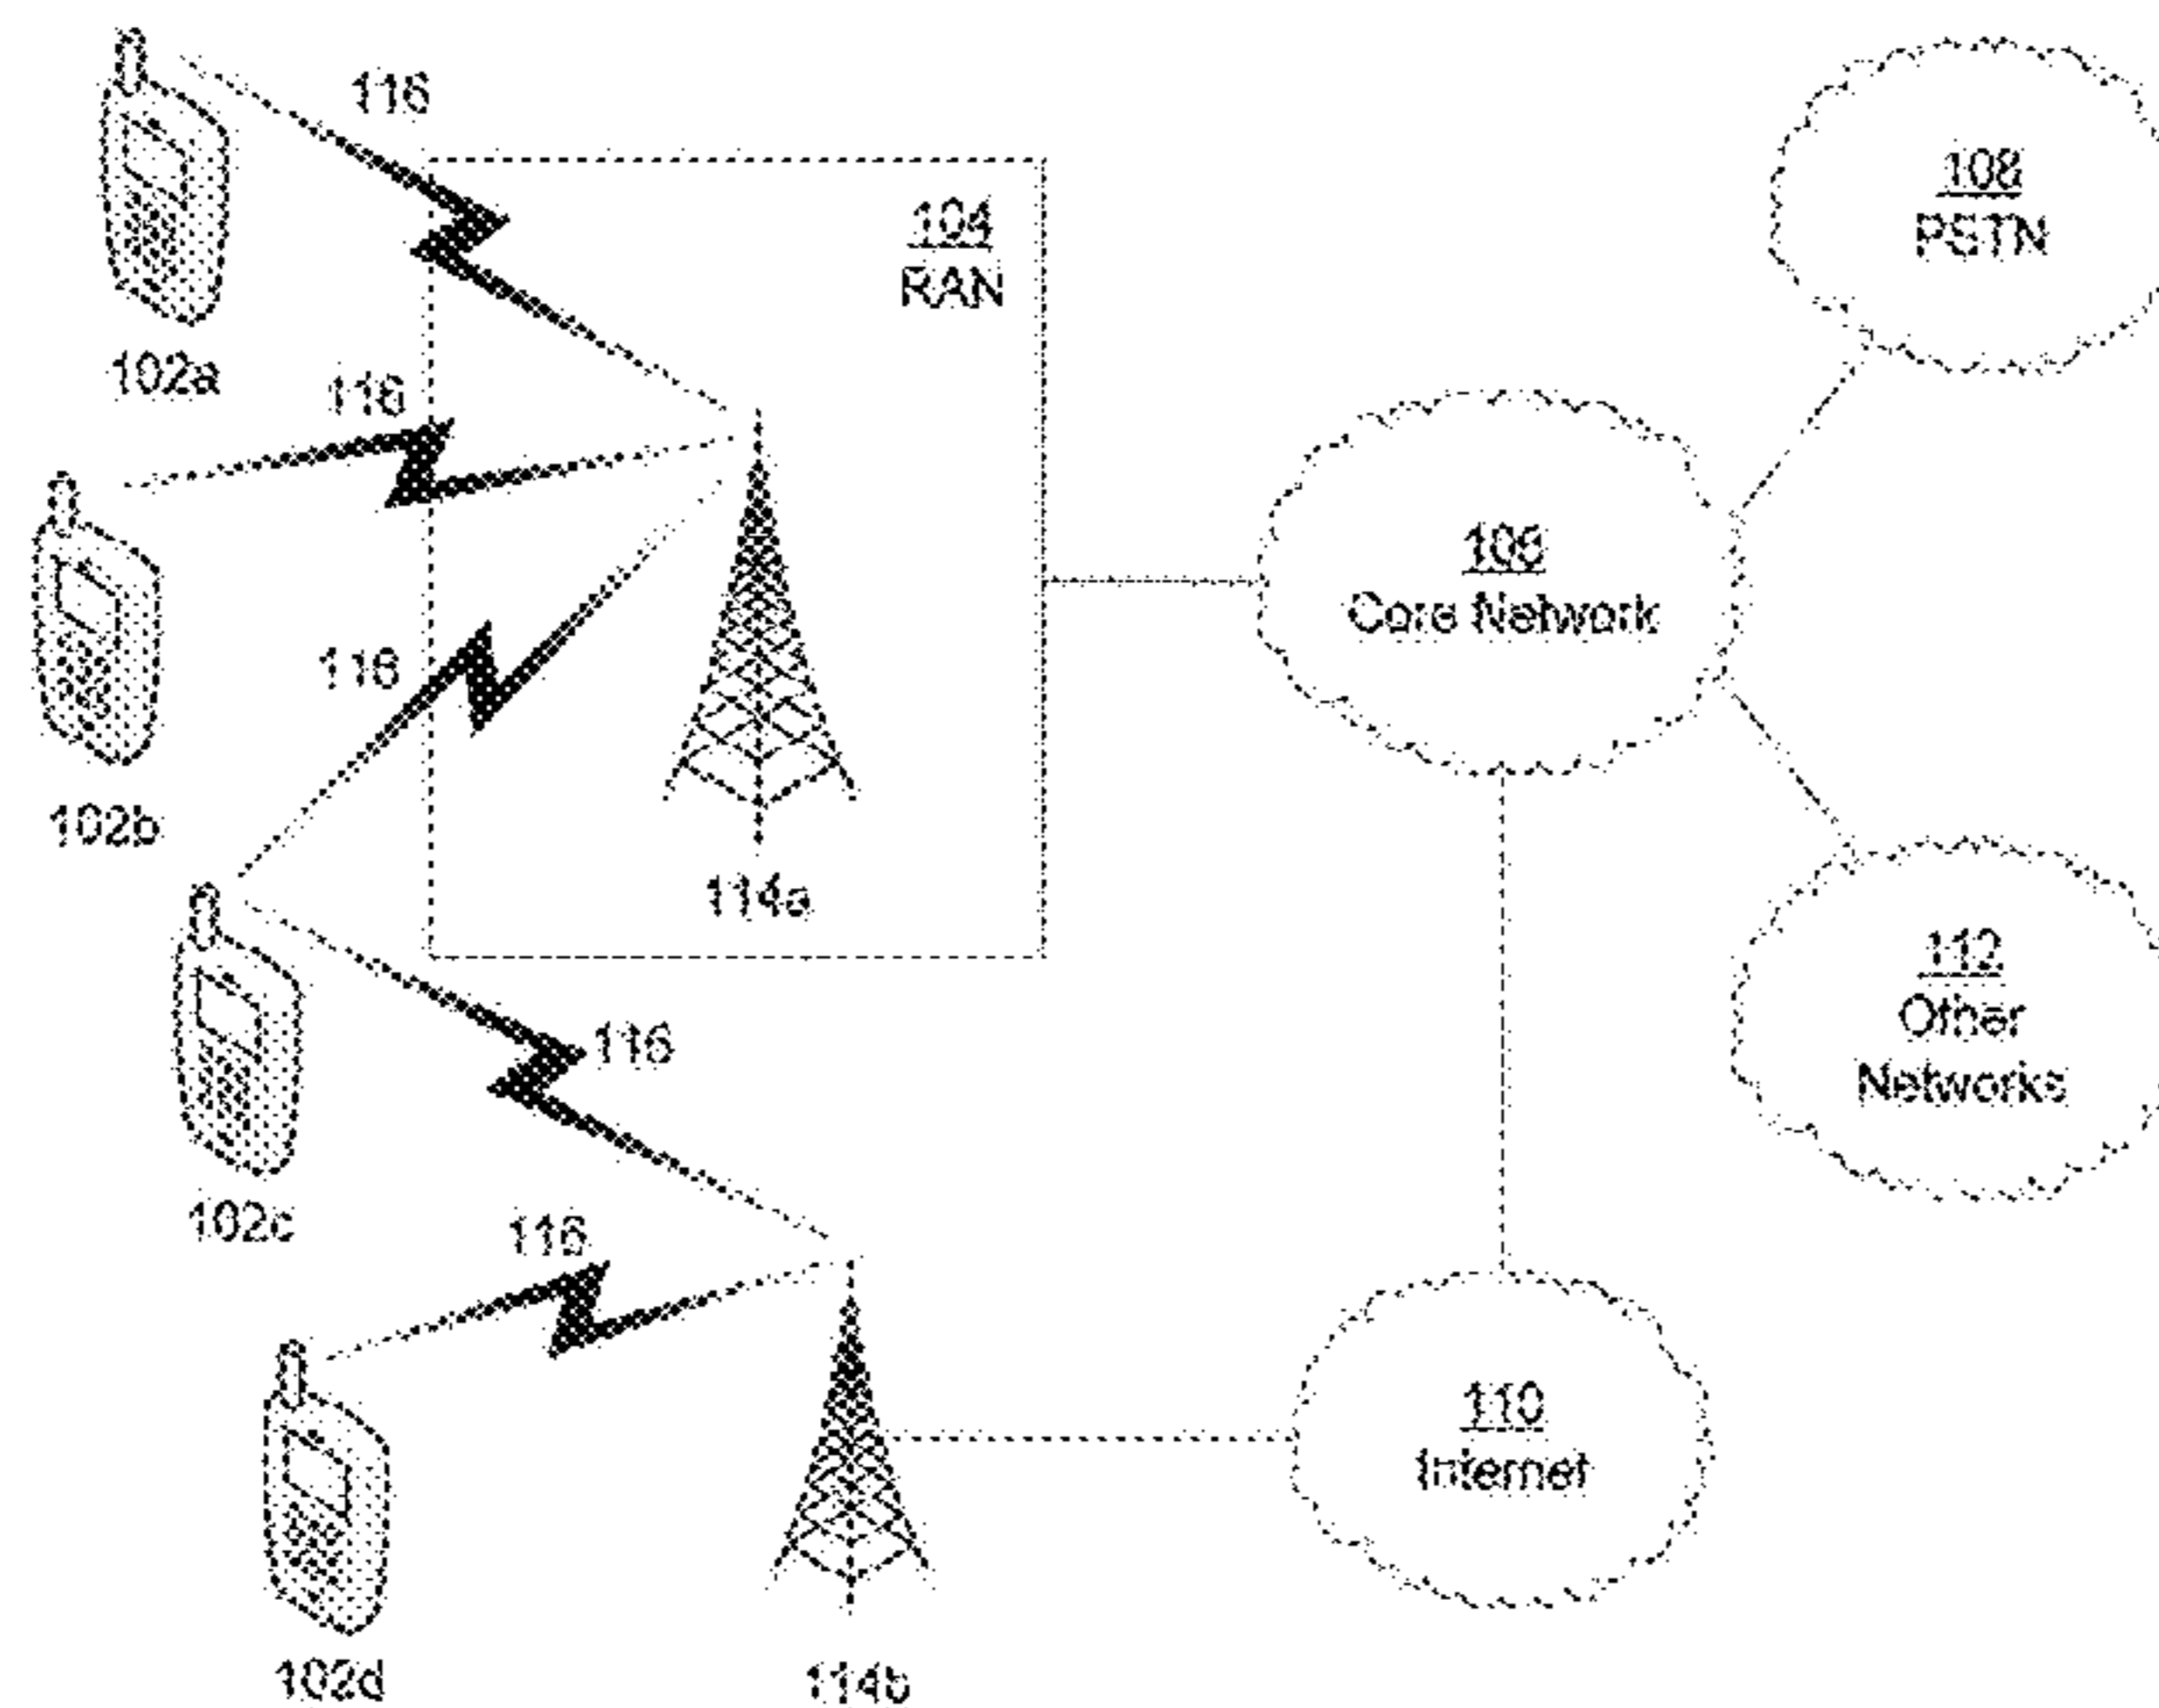 116
104
RAN
108
PSTN
102a
116
106
Core Network
116
102b
114a
112
Other
Networks
116
102c
116
110
Internet
102d
114b